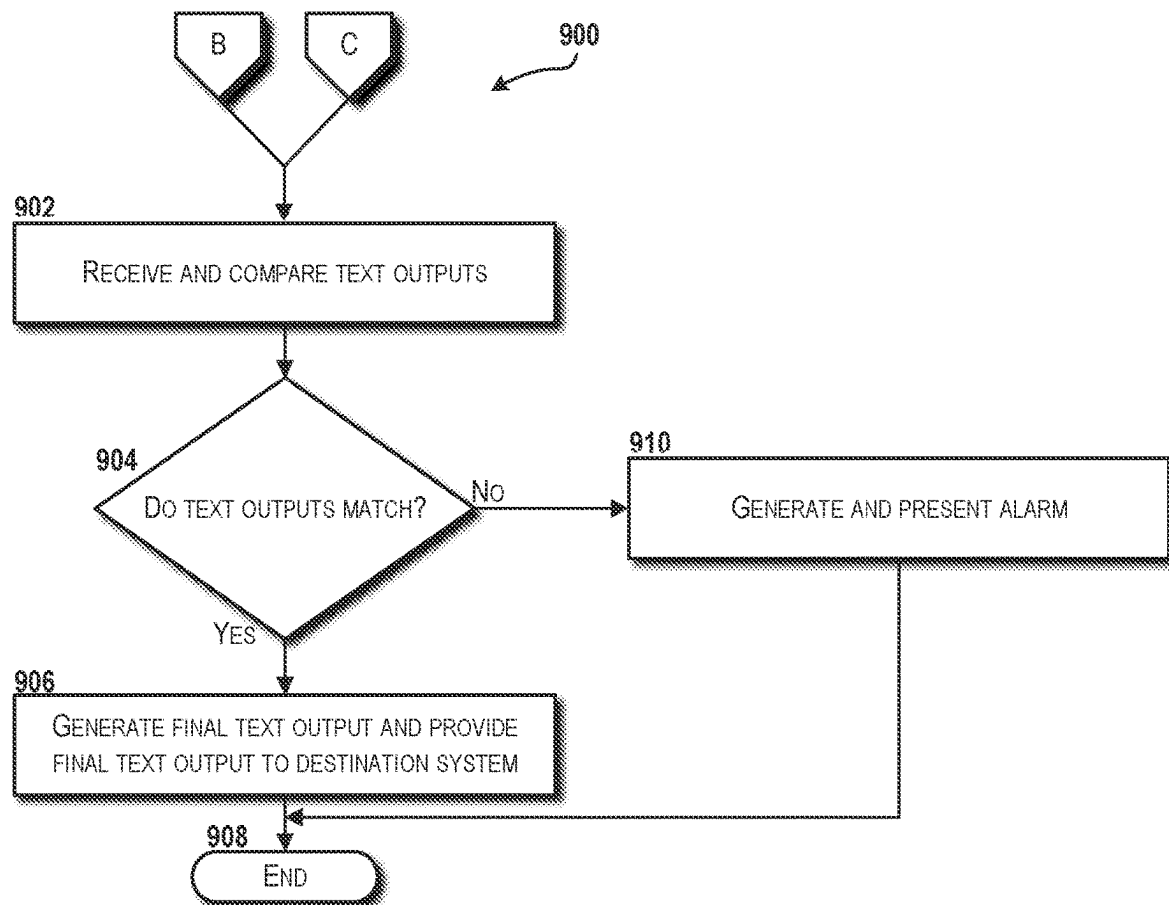 B
C
900
902
RECEIVE AND COMPARE TEXT OUTPUTS
904
DO TEXT OUTPUTS MATCH?
NO
910
GENERATE AND PRESENT ALARM
YES
906
GENERATE FINAL TEXT OUTPUT AND PROVIDE
FINAL TEXT OUTPUT TO DESTINATION SYSTEM
908
END